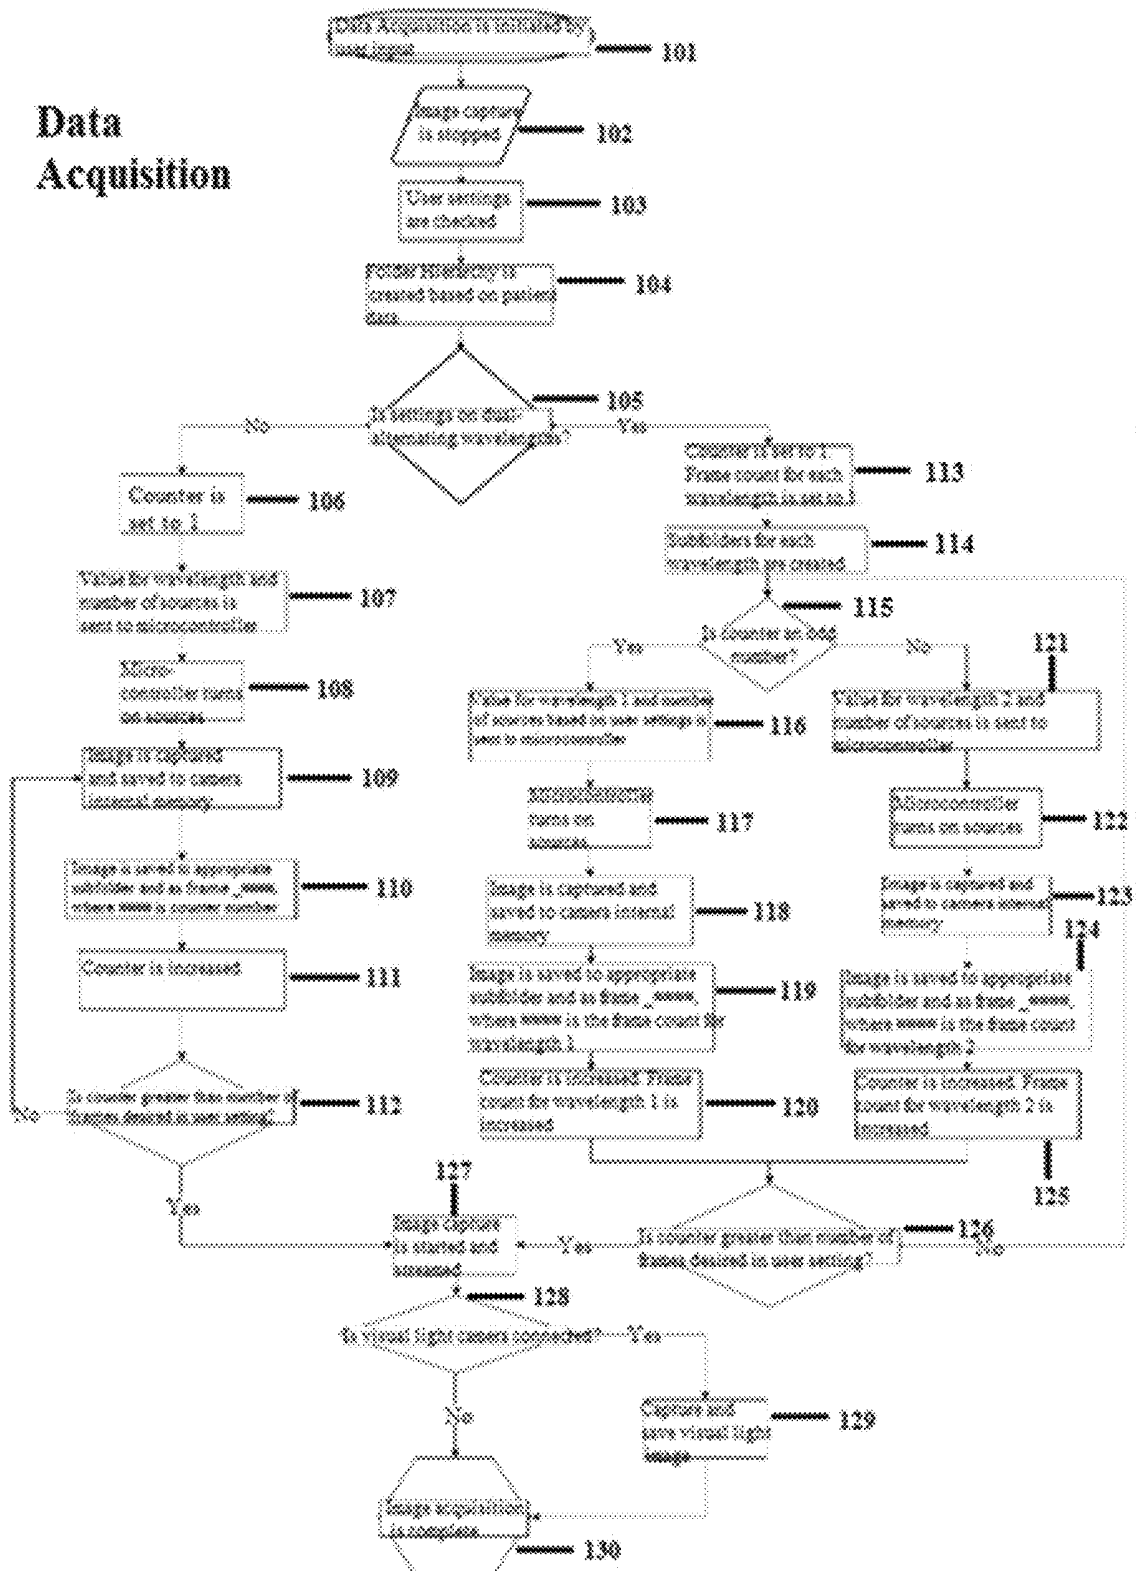 Data Acquisition is initiated by
user input
101
Data
Acquisition
Image capture
is stopped
102
User settings
are checked
103
Folder Hierarchy is
created based on patient
data
104
105
Is settings on dual-
alternating wavelengths?
No
Yes
Counter is
set to 1
106
Counter is set to 1
Frame count for each
wavelength is set to 1
113
Subfolders for each
wavelength are created
114
Value for wavelength and
number of sources is
sent to microcontroller
107
115
Is counter an odd
number?
Yes
No
121
Micro-
controller turns
on sources
108
Value for wavelength 1 and number
of sources based on user settings is
sent to microcontroller
116
Value for wavelength 2 and
number of sources is sent to
microcontroller
Image is captured
and saved to camera
internal memory
109
Microcontroller
turns on
sources
117
Microcontroller
turns on sources
122
Image is saved to appropriate
subfolder and as frame_####,
where #### is counter number
110
Image is captured and
saved to camera internal
memory
118
Image is captured and
saved to camera internal
memory
123
124
Counter is increased
111
Image is saved to appropriate
subfolder and as frame_####,
where #### is the frame count for
wavelength 1
119
Image is saved to appropriate
subfolder and as frame_####,
where #### is the frame count
for wavelength 2
Is counter greater than number of
frames desired in user setting?
112
No
Yes
Counter is increased. Frame
count for wavelength 1 is
increased
120
Counter is increased. Frame
count for wavelength 2 is
increased
125
127
Image capture
is started and
streamed
126
Is counter greater than number of
frames desired in user setting?
Yes
No
128
Is visual light camera connected?
Yes
No
Capture and
save visual light
image
129
Image acquisition
is complete
130